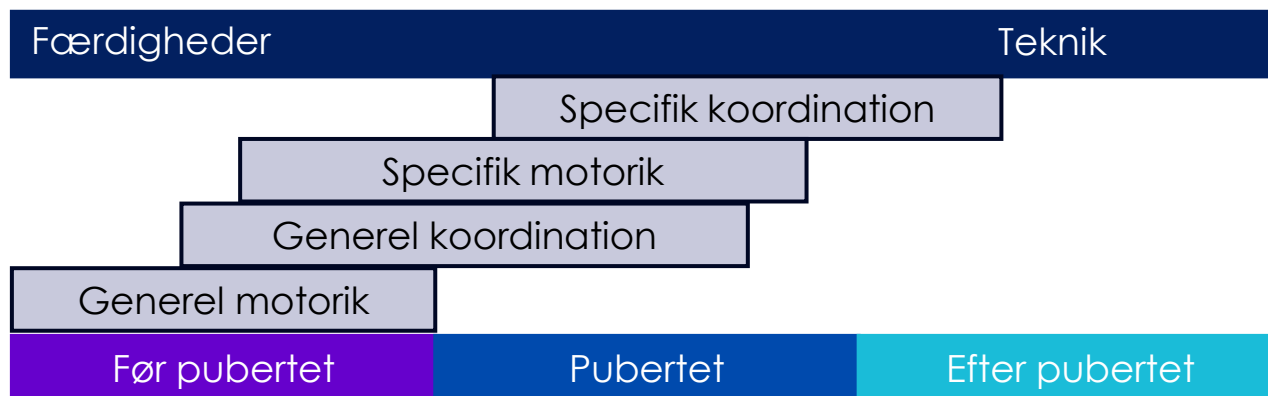 Færdigheder Teknik
Specifik koordination
Specifik motorik
Generel koordination
Generel motorik
Før pubertet Pubertet Efter pubertet